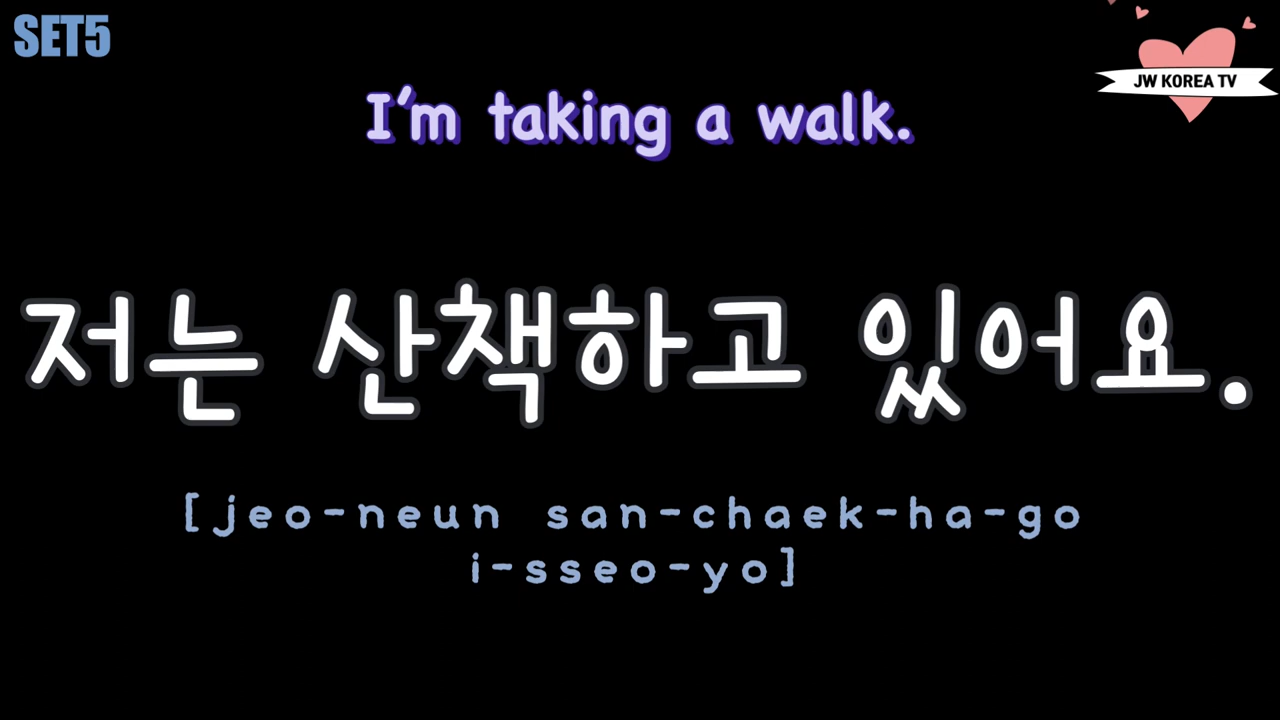 SET5
JW KOREA TV
I'm taking a walk.
저는 산책하고 있어요.
[jeo-neun san-chaek-ha-go
i-sseo-yo]